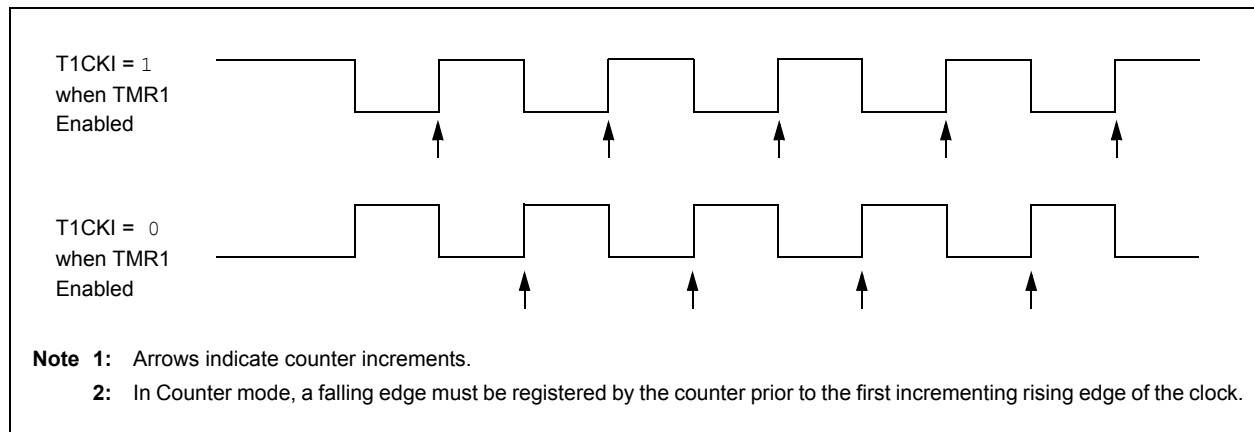 T1CKI = 1
when TMR1
Enabled
T1CKI = 0
when TMR1
Enabled
Note 1: Arrows indicate counter increments.
2: In Counter mode, a falling edge must be registered by the counter prior to the first incrementing rising edge of the clock.